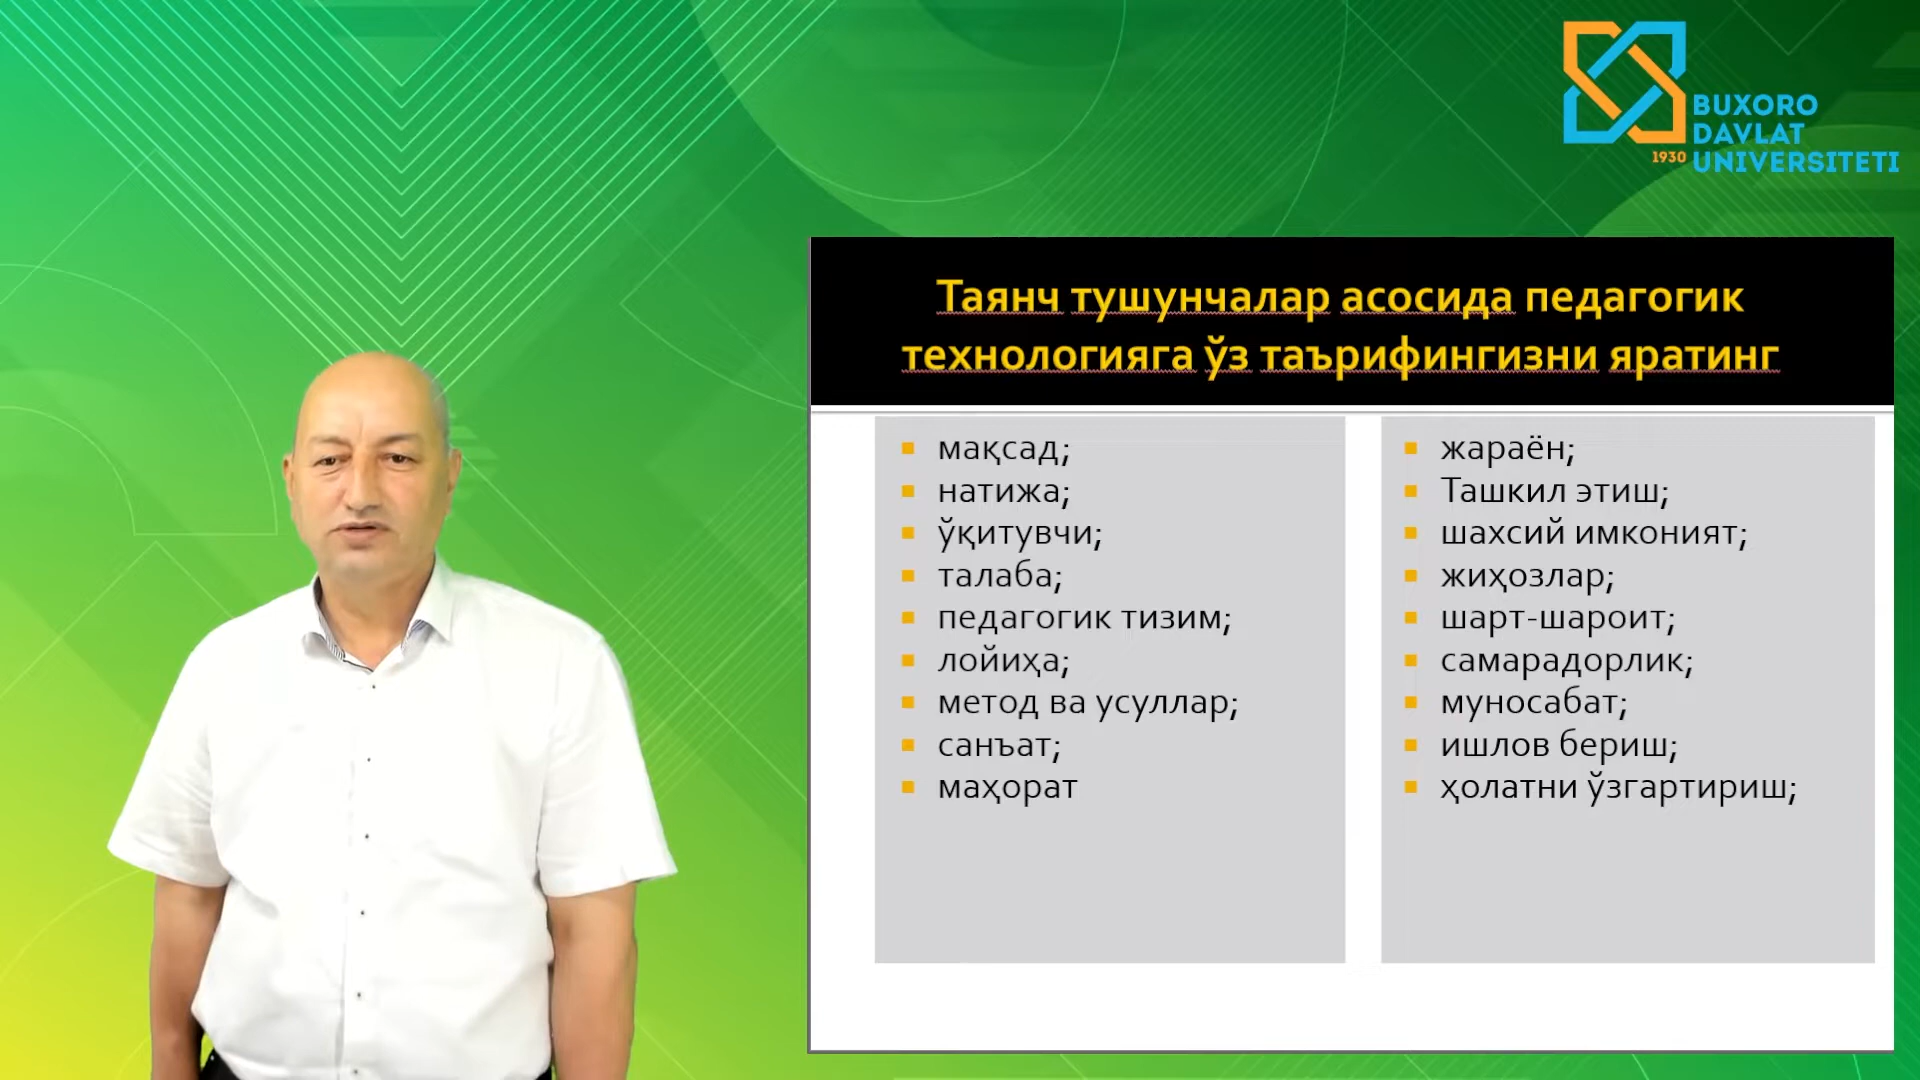 BUXORO
DAVLAT
1930 UNIVERSITETI
Таянч тушунчалар асосида педагогик
технологияга ўз таърифингизни яратинг
мақсад;
натижа;
ўқитувчи;
талаба;
педагогик тизим;
лойиҳа;
метод ва усуллар;
санъат;
маҳорат
жараён;
Ташкил этиш;
шахсий имконият;
жиҳозлар;
шарт-шароит;
самарадорлик;
муносабат;
ишлов бериш;
ҳолатни ўзгартириш;